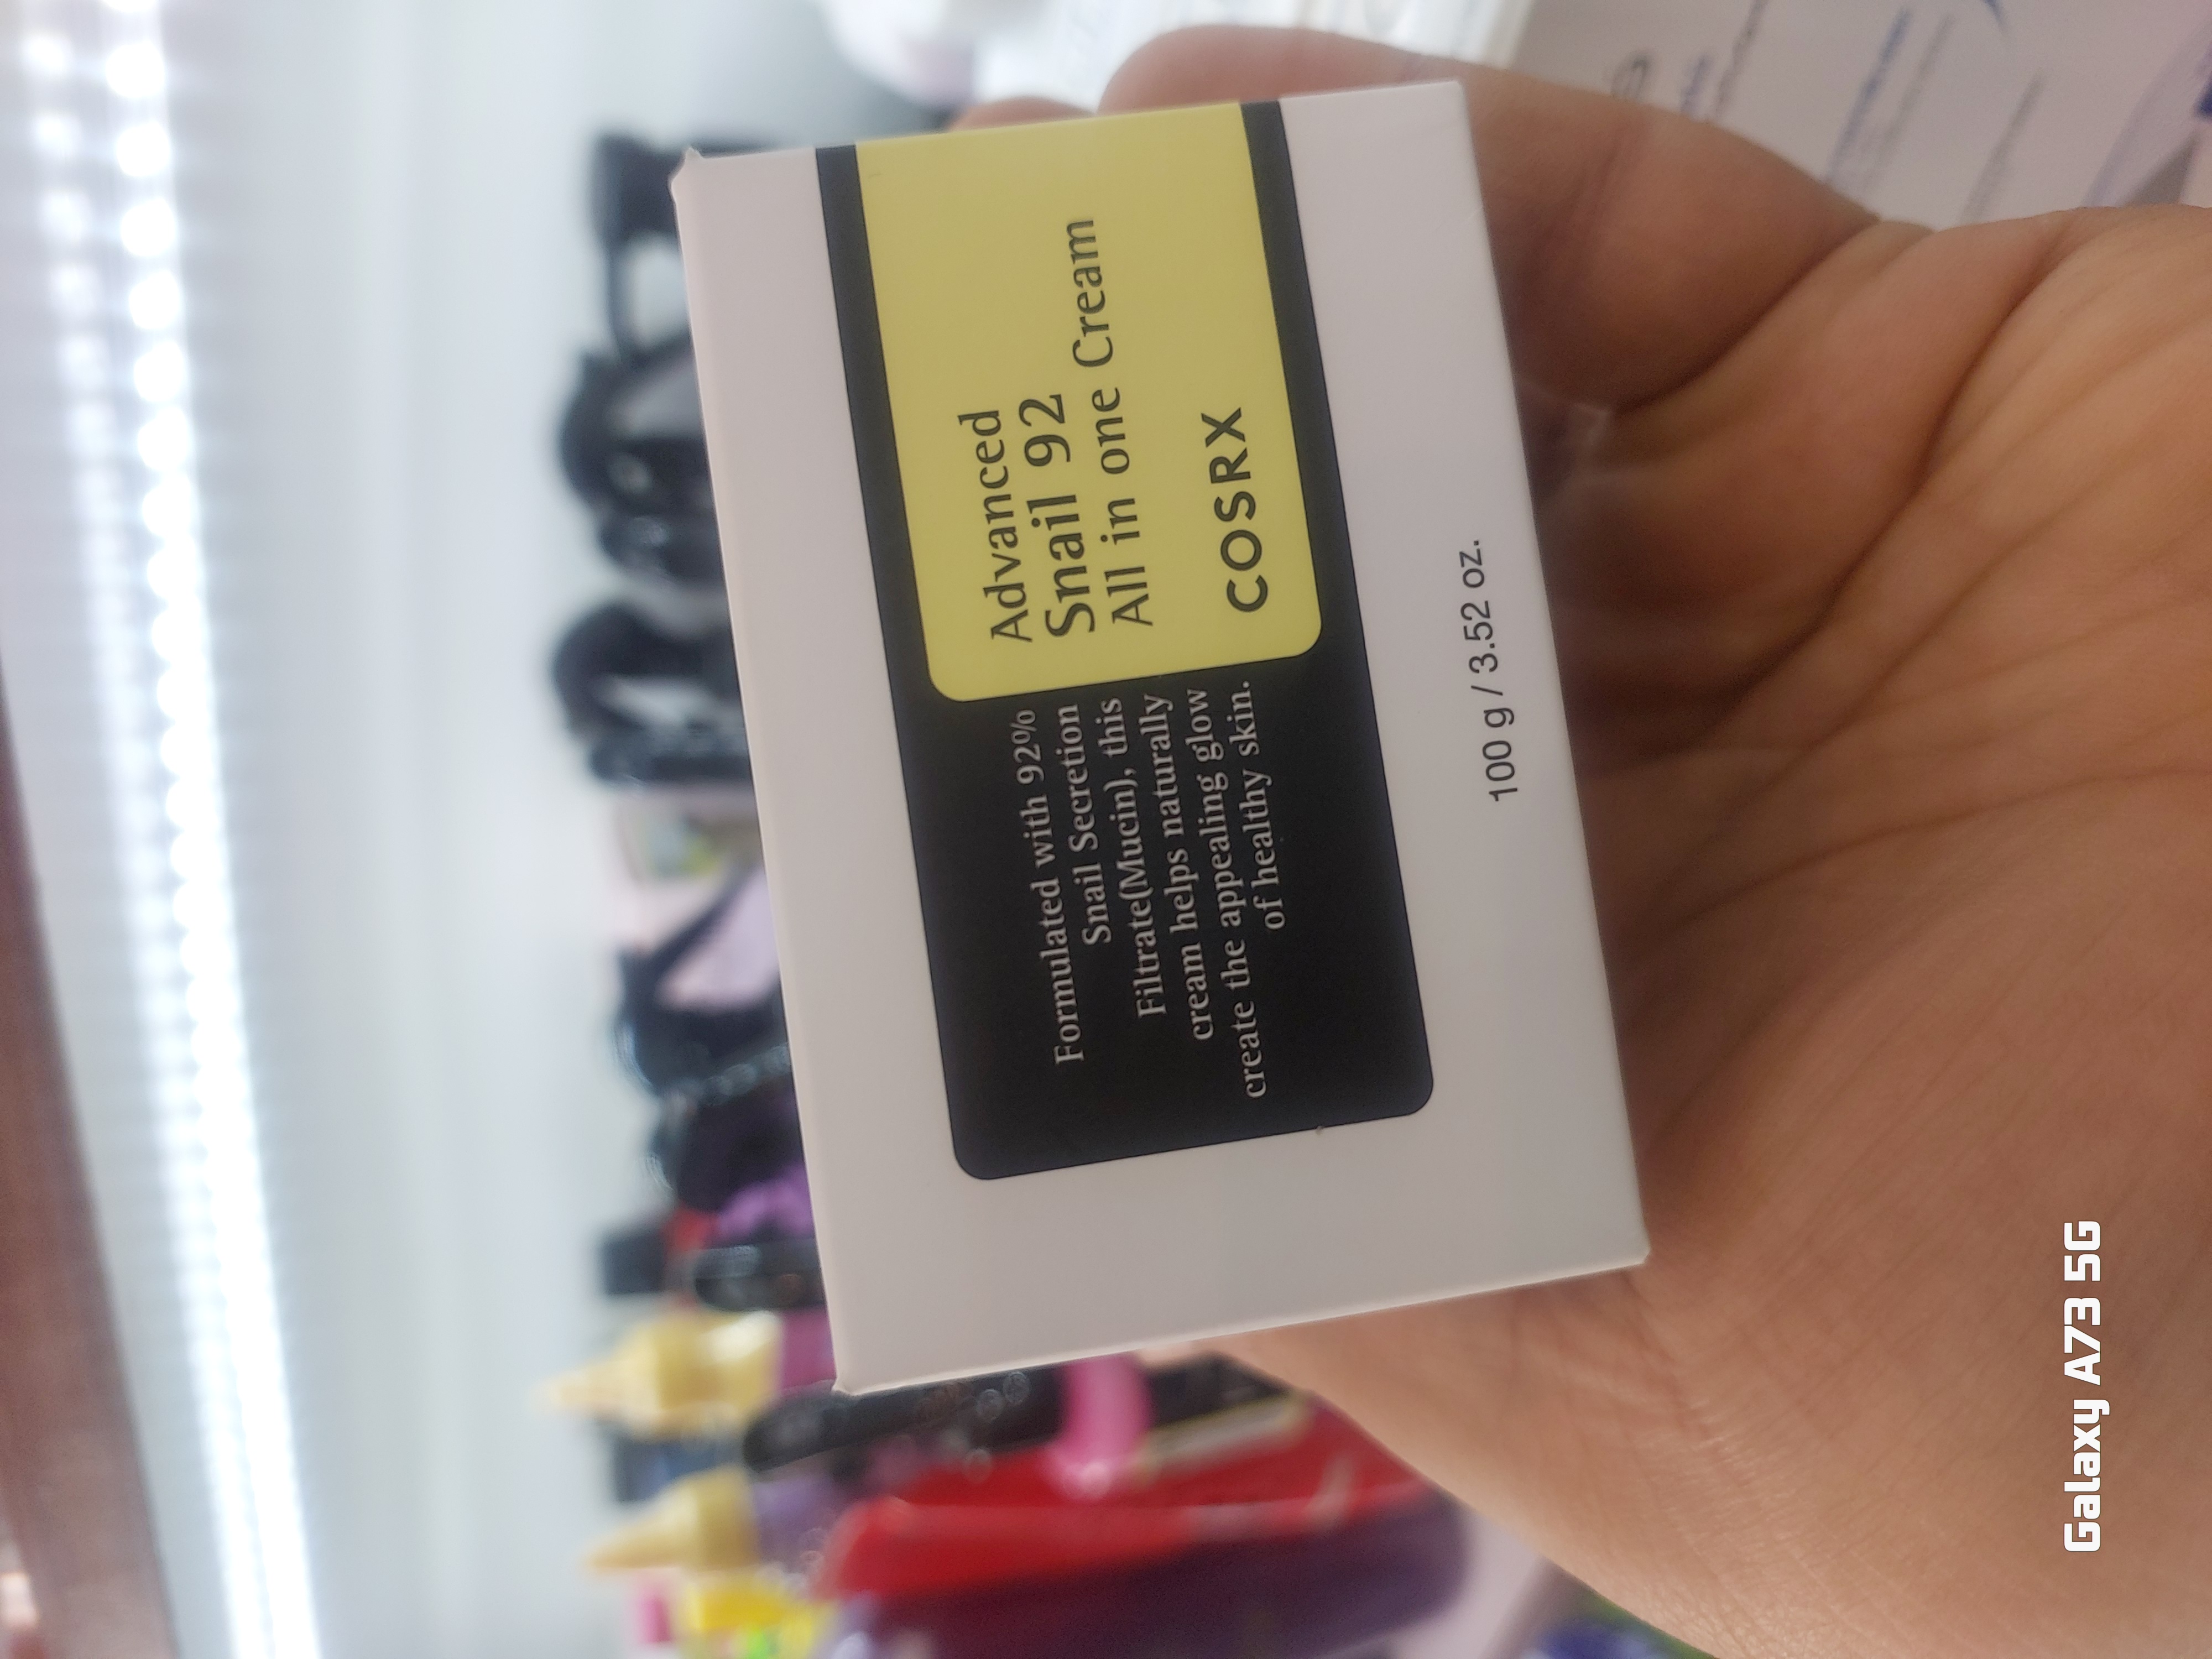 Advanced
Snail 92
All in one Cream
COSRX
Formulated with 92%
Snail Secretion
Filtrate(Mucin), this
cream helps naturally
create the appealing glow
of healthy skin.
100 g / 3.52 oz.
Galaxy A73 5G